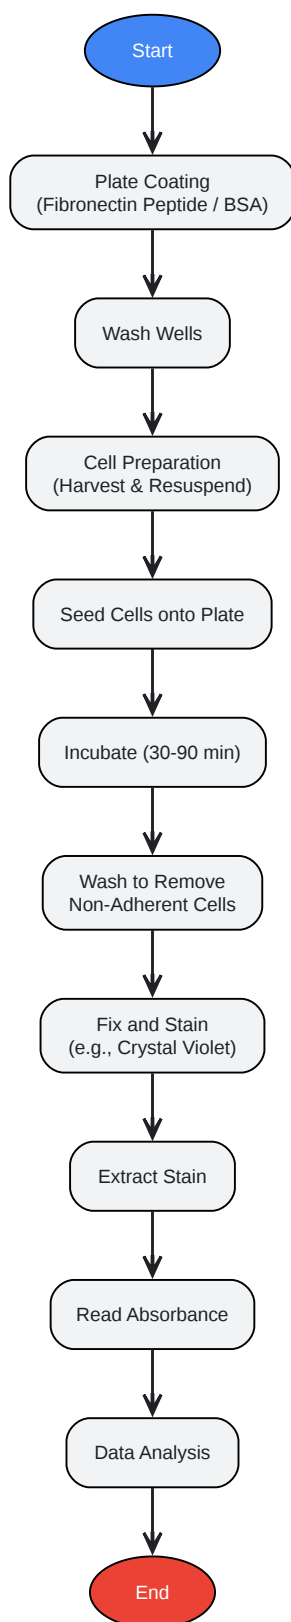 Start
Plate Coating
(Fibronectin Peptide / BSA)
Wash Wells
Cell Preparation
(Harvest & Resuspend)
Seed Cells onto Plate
Incubate (30-90 min)
Wash to Remove
Non-Adherent Cells
Fix and Stain
(e.g., Crystal Violet)
Extract Stain
Read Absorbance
Data Analysis
End